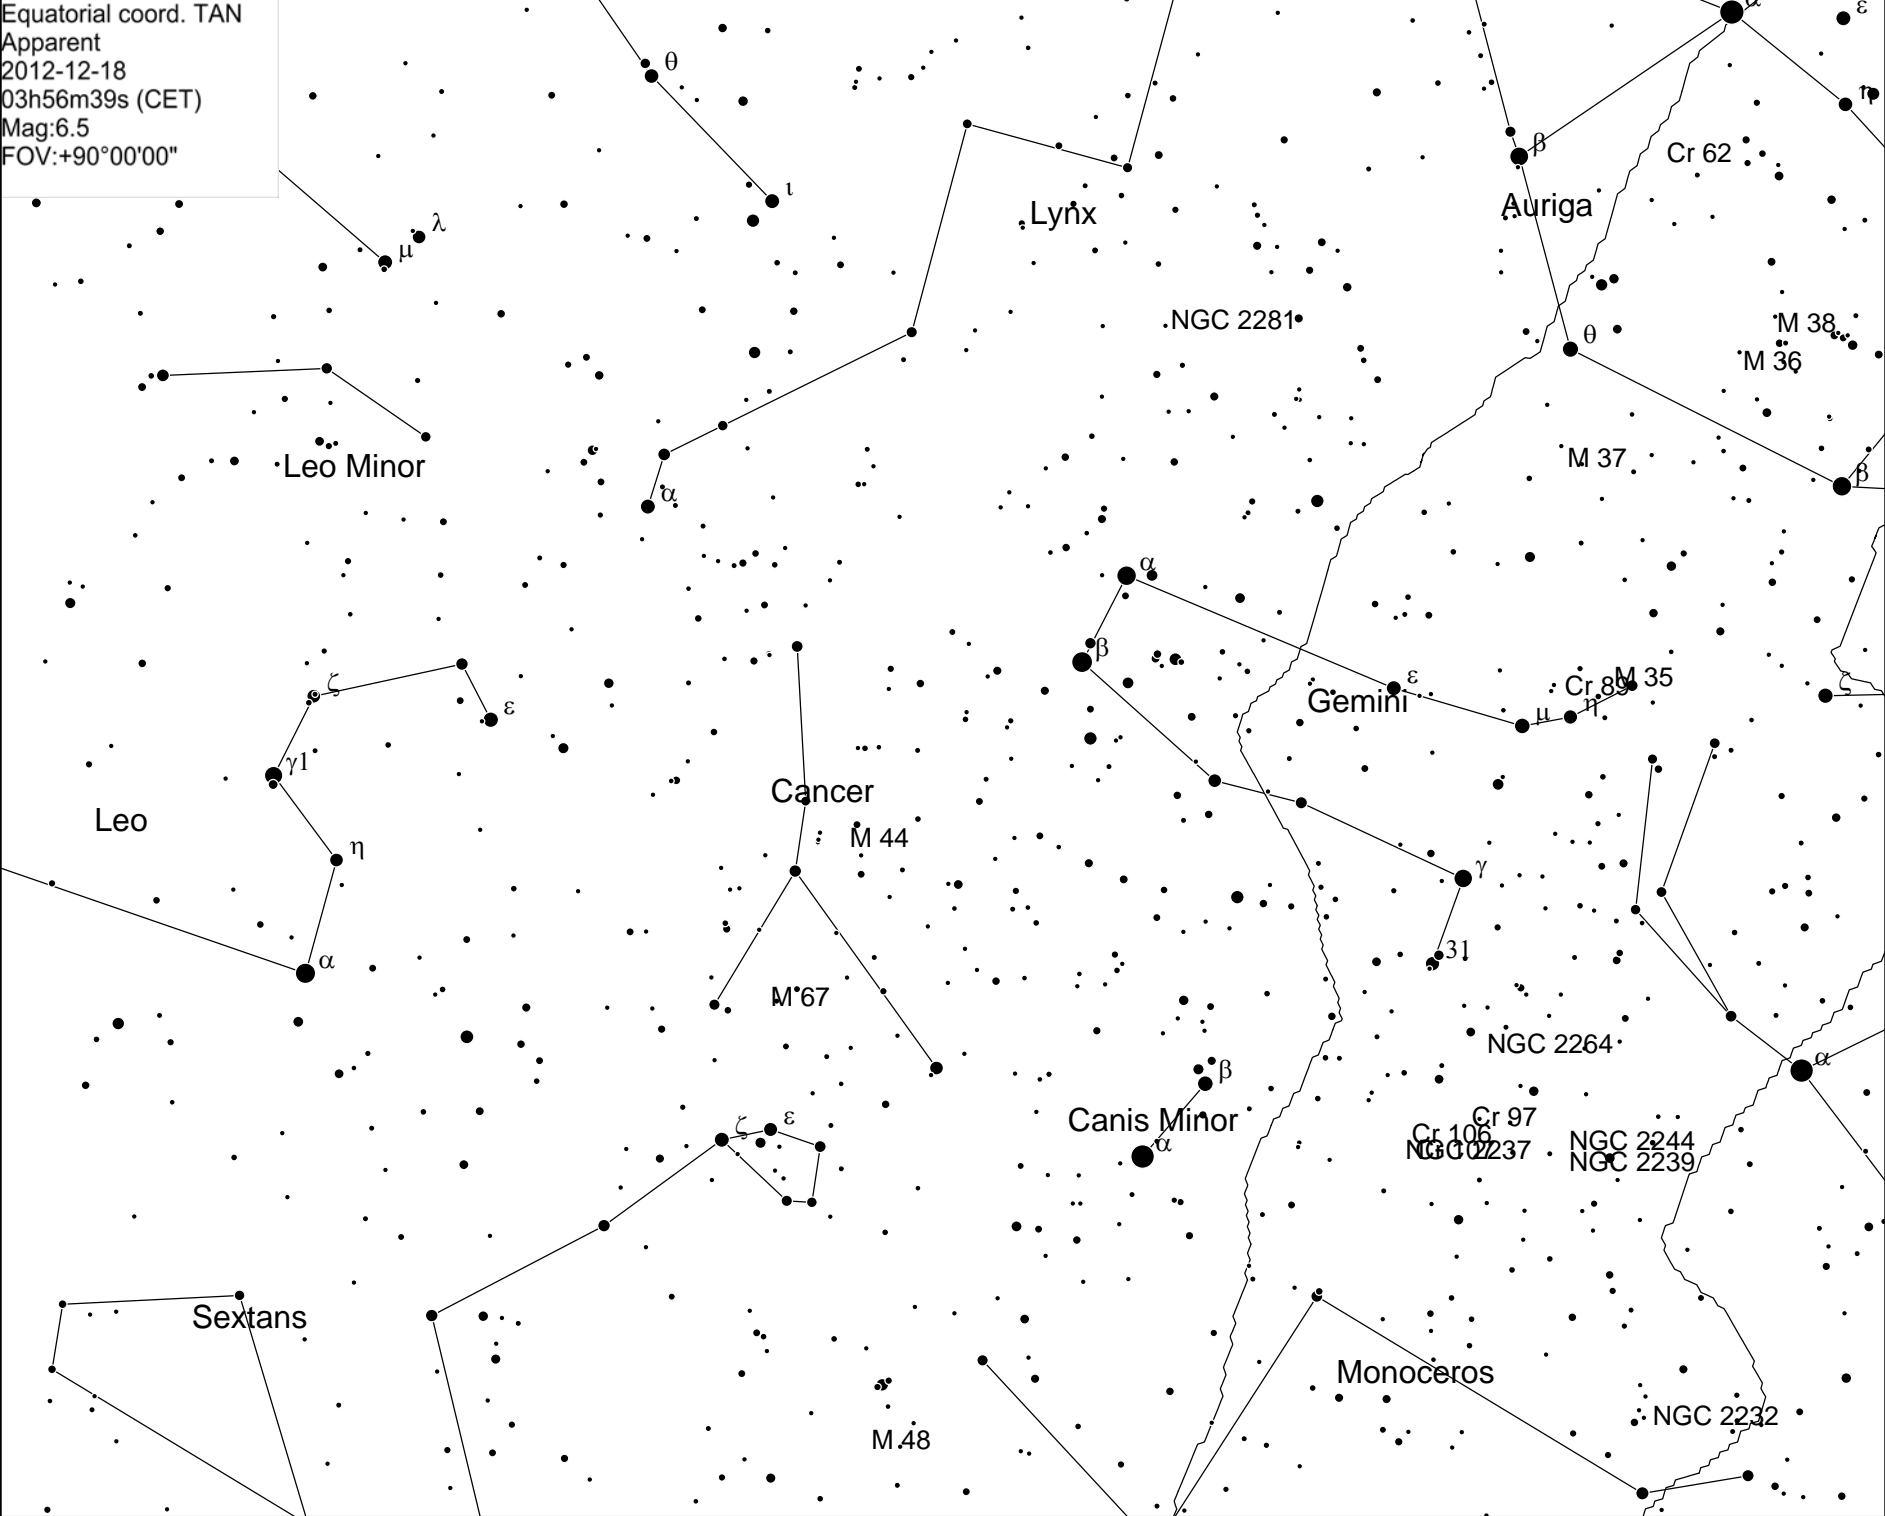 Equatorial coord. TAN
Apparent
2012-12-18
03h56m39s (CET)
Mag:6.5
FOV:+90°00'00"
α
ε
θ
η
β
Cr 62
ι
λ
μ
Lynx
Auriga
NGC 2281
θ
M 38
M 36
Leo Minor
M 37
β
α
α
β
ζ
ε
ε
Gemini
Cr 89
M 35
μ
η
ζ
γ1
Cancer
Leo
M 44
η
γ
31
α
M 67
NGC 2264
α
β
Canis Minor
α
ζ
ε
Cr 97
Cr 106
NGC 2237
NGC 2244
NGC 2239
Sextans
Monoceros
NGC 2232
M 48